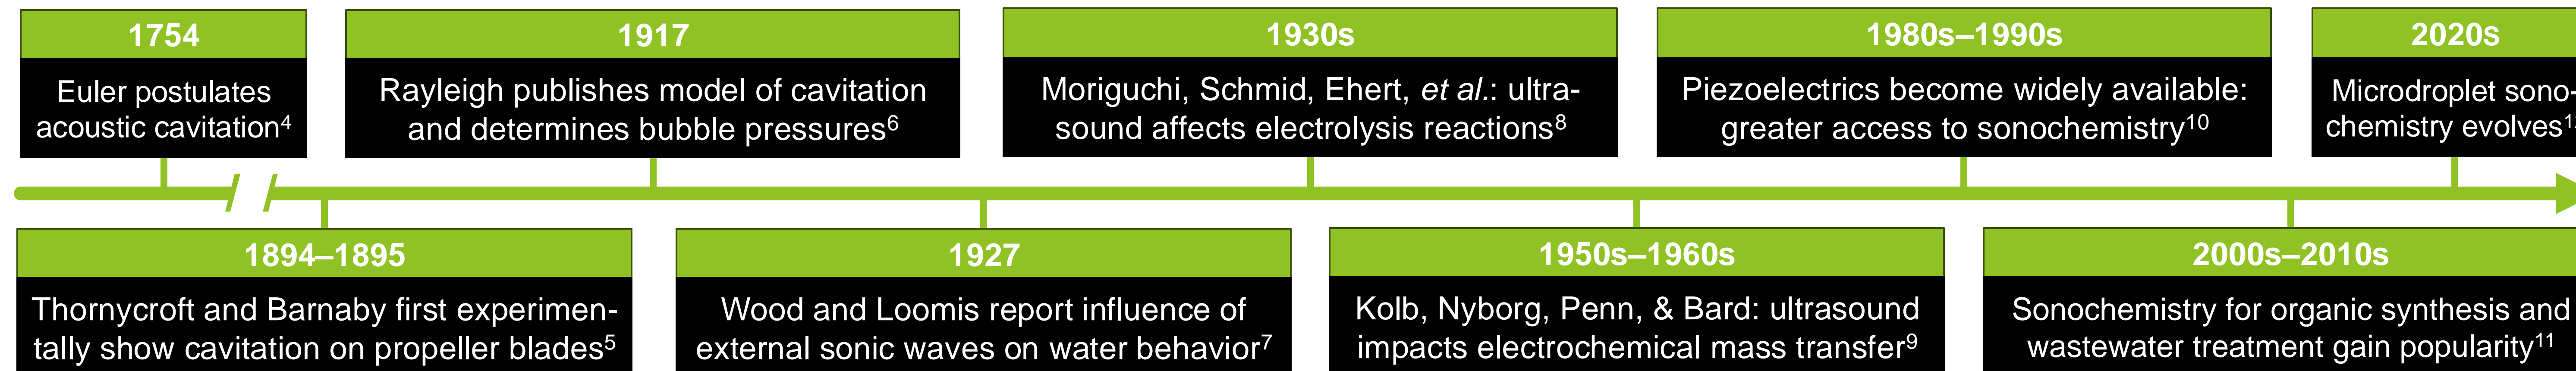 1754
Euler postulates
acoustic cavitation⁴
1894–1895
Thornycroft and Barnaby first experimen-
tally show cavitation on propeller blades⁵
1917
Rayleigh publishes model of cavitation
and determines bubble pressures⁶
1927
Wood and Loomis report influence of
external sonic waves on water behavior⁷
1930s
Moriguchi, Schmid, Ehert, et al.: ultra-
sound affects electrolysis reactions⁸
1950s–1960s
Kolb, Nyborg, Penn, & Bard: ultrasound
impacts electrochemical mass transfer⁹
1980s–1990s
Piezoelectrics become widely available:
greater access to sonochemistry¹⁰
2000s–2010s
Sonochemistry for organic synthesis and
wastewater treatment gain popularity¹¹
2020s
Microdroplet sono-
chemistry evolves